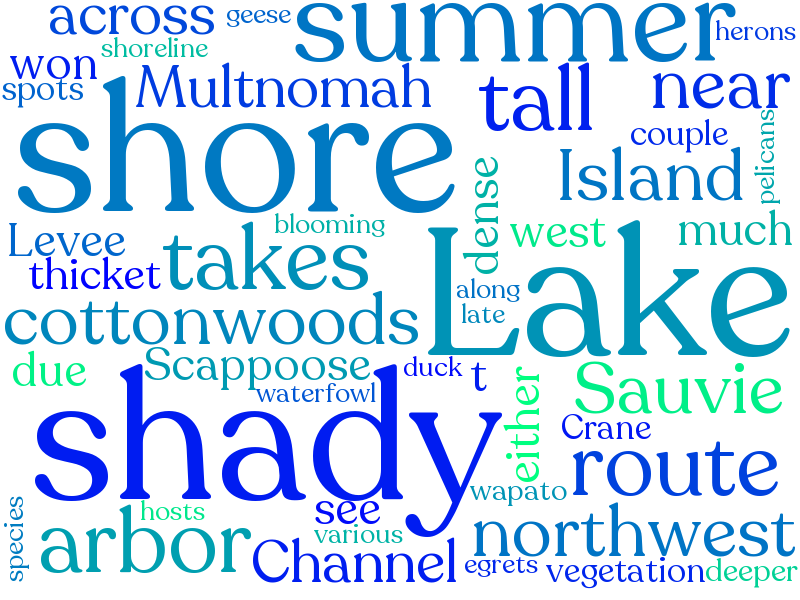 across
geese
summer
herons
shoreline
won
spots
Multnomah
tall
near
shore
couple
pelicans
Island
dense
blooming
Levee
takes
west
much
thicket
Lake
along
late
cottonwoods
due
Scappoose
duck
t
waterfowl
either
Sauvie
shady
Crane
route
wapato
species
hosts
see
arbor
various
northwest
Channel
egrets
vegetation
deeper